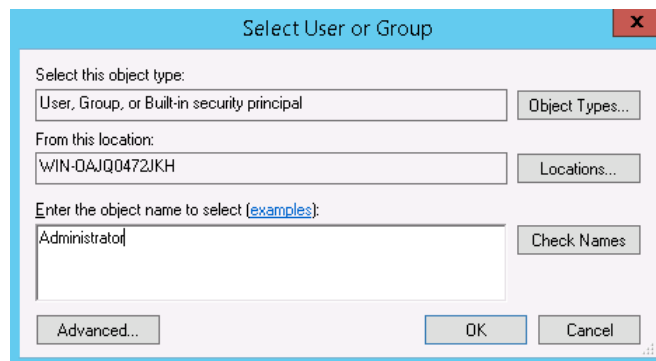 Select User or Group
x
Select this object type:
User, Group, or Built-in security principal
Object Types...
From this location:
WIN-0AJQ0472JKH
Locations...
Enter the object name to select (examples):
Administrator
Check Names
Advanced...
OK
Cancel